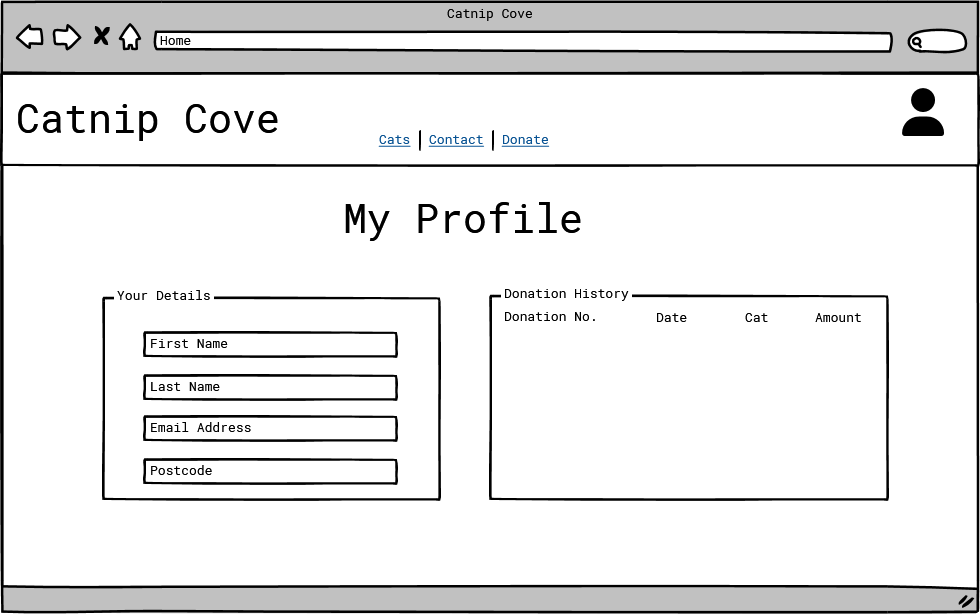 Catnip Cove
Home
Catnip Cove
Cats Contact Donate
My Profile
Your Details
First Name
Last Name
Email Address
Postcode
Donation History
Donation No. Date Cat Amount